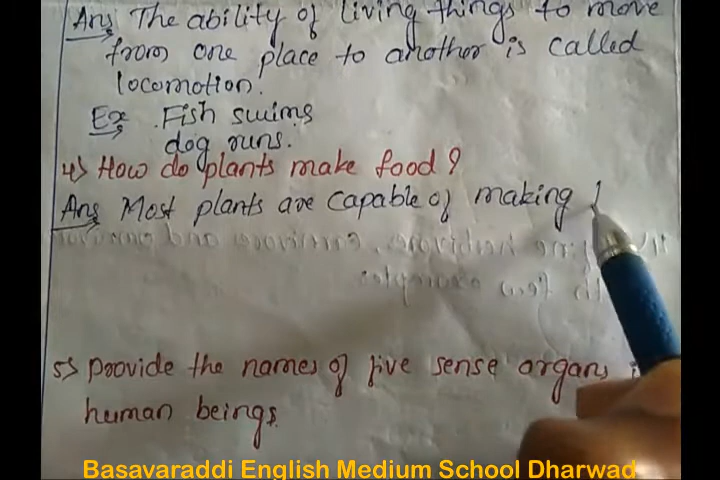 Ans The ability of living things to move
from one place to another is called
locomotion.
Ex Fish swims
dog runs.
4) How do plants make food?
Ans Most plants are capable of making
5) Provide the names of five sense organs
human beings.
Basavaraddi English Medium School Dharwad